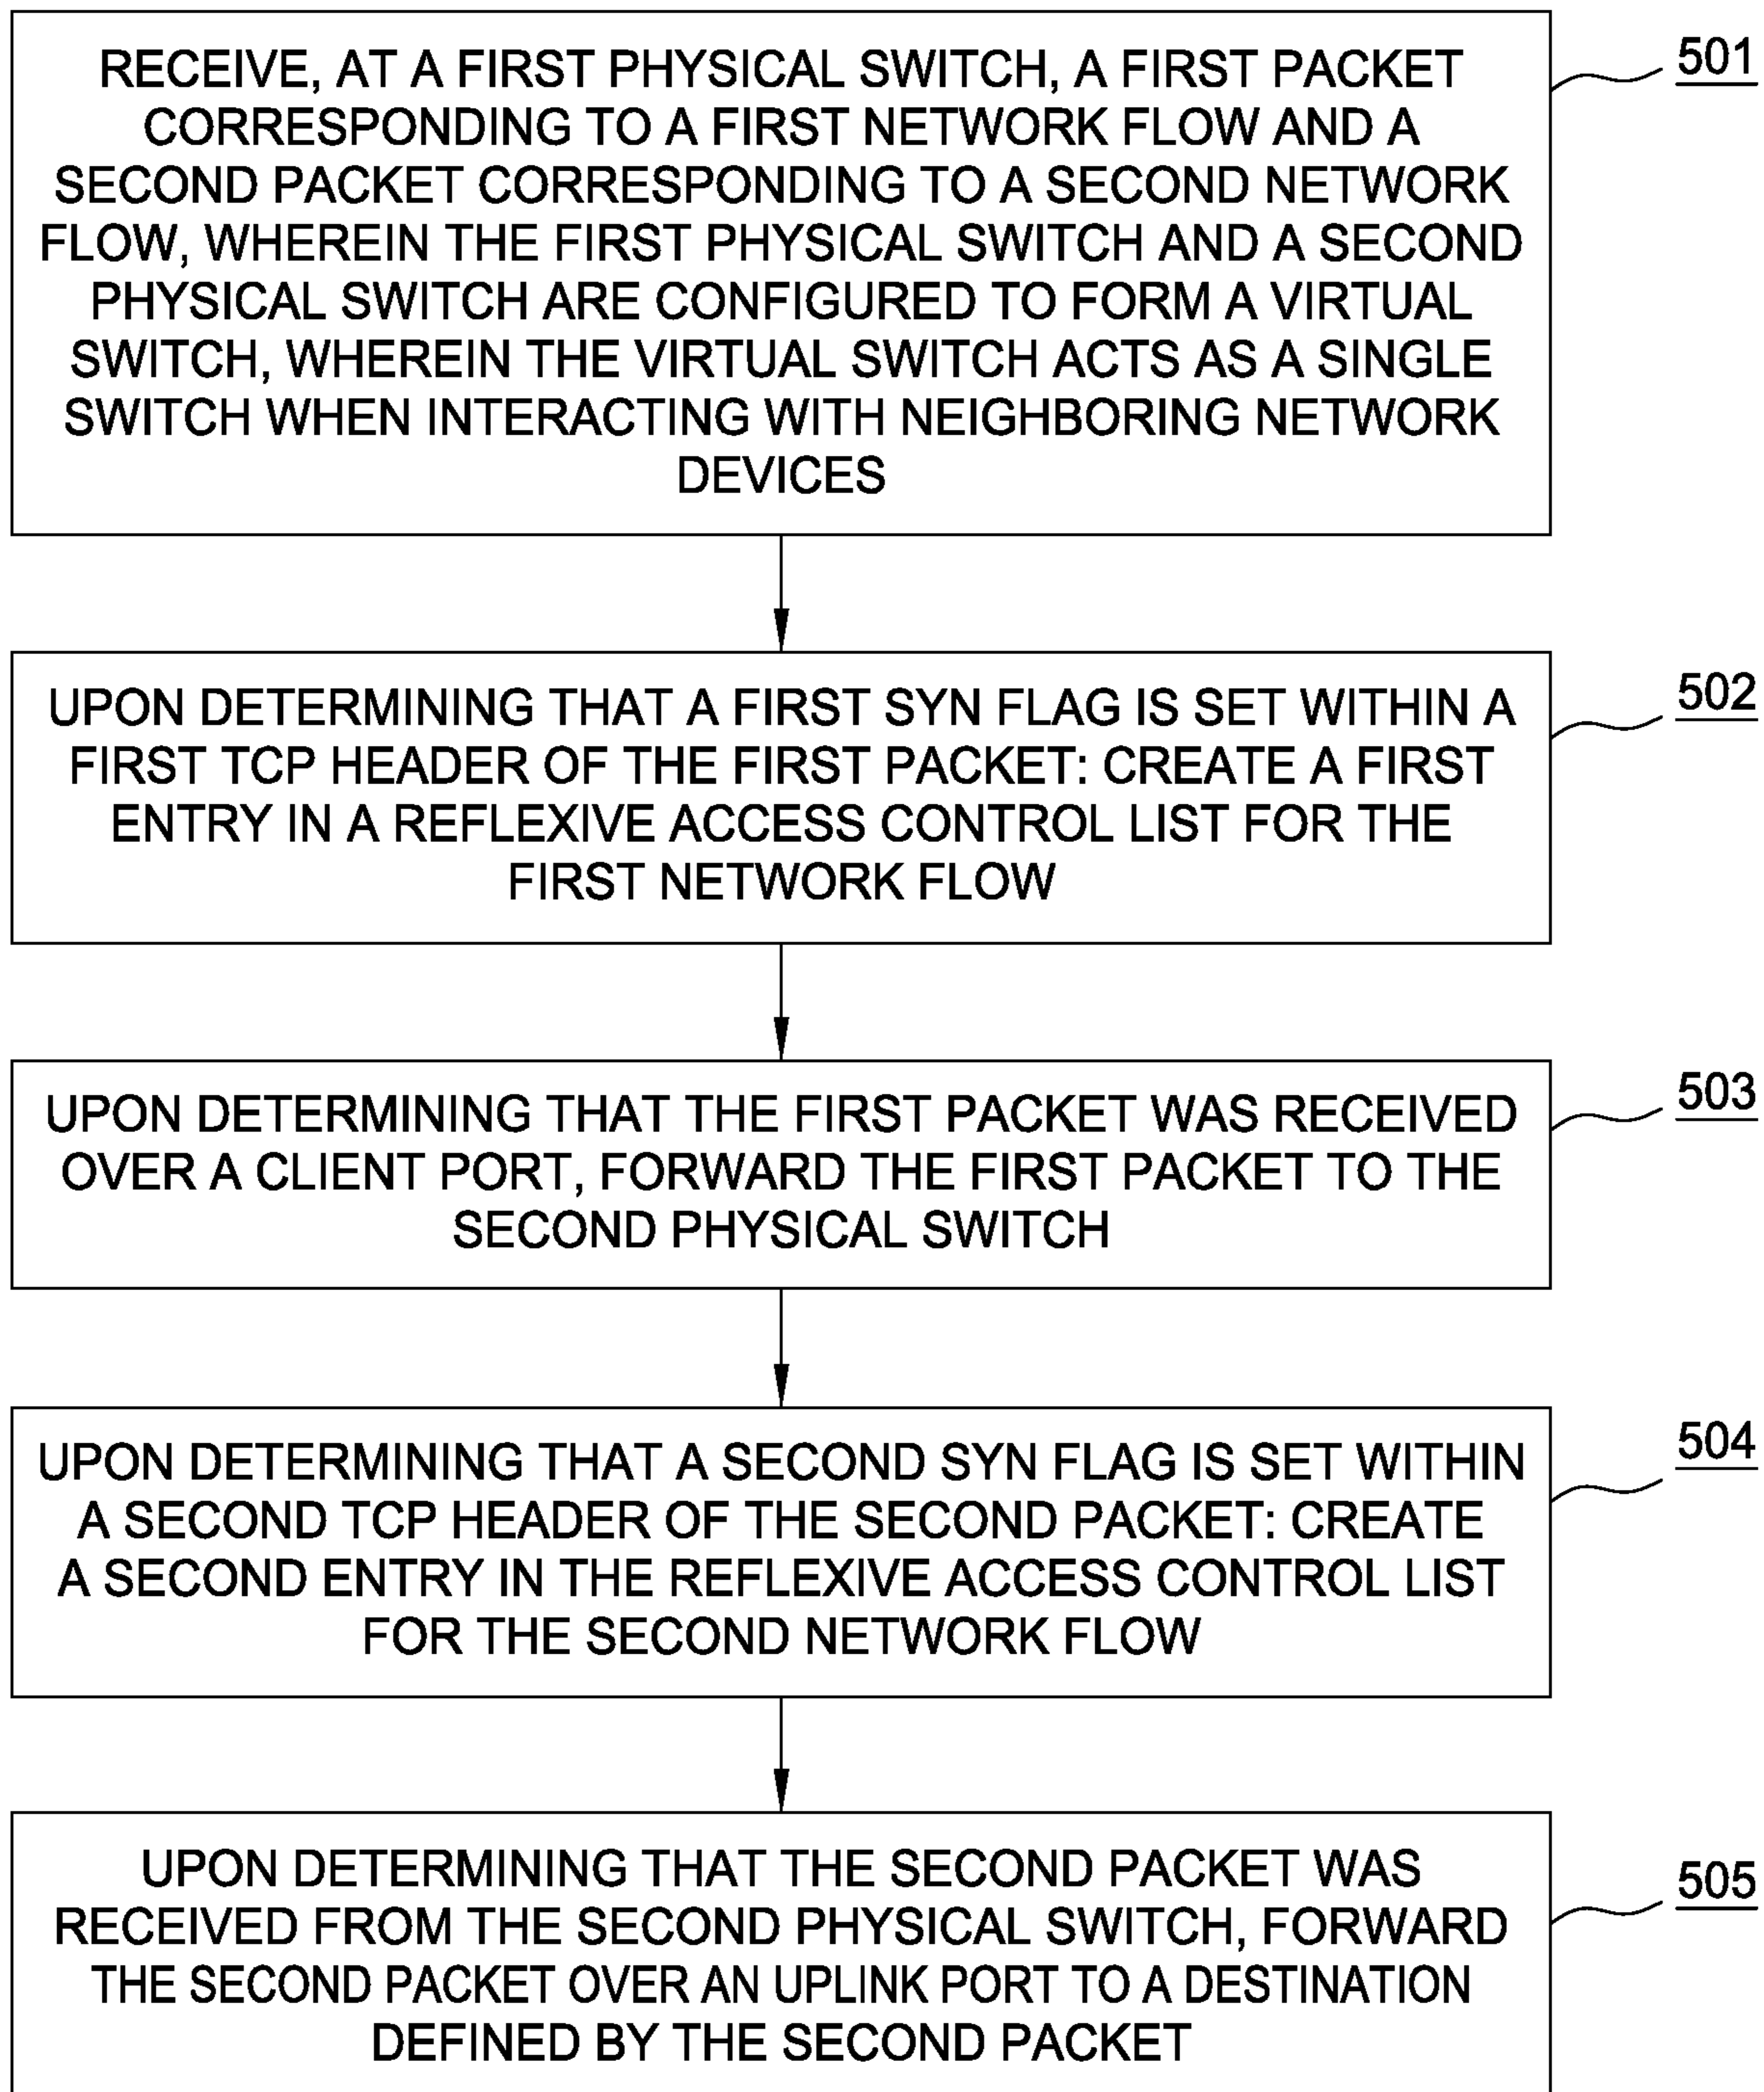 RECEIVE, AT A FIRST PHYSICAL SWITCH, A FIRST PACKET
CORRESPONDING TO A FIRST NETWORK FLOW AND A
SECOND PACKET CORRESPONDING TO A SECOND NETWORK
FLOW, WHEREIN THE FIRST PHYSICAL SWITCH AND A SECOND
PHYSICAL SWITCH ARE CONFIGURED TO FORM A VIRTUAL
SWITCH, WHEREIN THE VIRTUAL SWITCH ACTS AS A SINGLE
SWITCH WHEN INTERACTING WITH NEIGHBORING NETWORK
DEVICES
501
UPON DETERMINING THAT A FIRST SYN FLAG IS SET WITHIN A
FIRST TCP HEADER OF THE FIRST PACKET: CREATE A FIRST
ENTRY IN A REFLEXIVE ACCESS CONTROL LIST FOR THE
FIRST NETWORK FLOW
502
UPON DETERMINING THAT THE FIRST PACKET WAS RECEIVED
OVER A CLIENT PORT, FORWARD THE FIRST PACKET TO THE
SECOND PHYSICAL SWITCH
503
UPON DETERMINING THAT A SECOND SYN FLAG IS SET WITHIN
A SECOND TCP HEADER OF THE SECOND PACKET: CREATE
A SECOND ENTRY IN THE REFLEXIVE ACCESS CONTROL LIST
FOR THE SECOND NETWORK FLOW
504
UPON DETERMINING THAT THE SECOND PACKET WAS
RECEIVED FROM THE SECOND PHYSICAL SWITCH, FORWARD
THE SECOND PACKET OVER AN UPLINK PORT TO A DESTINATION
DEFINED BY THE SECOND PACKET
505